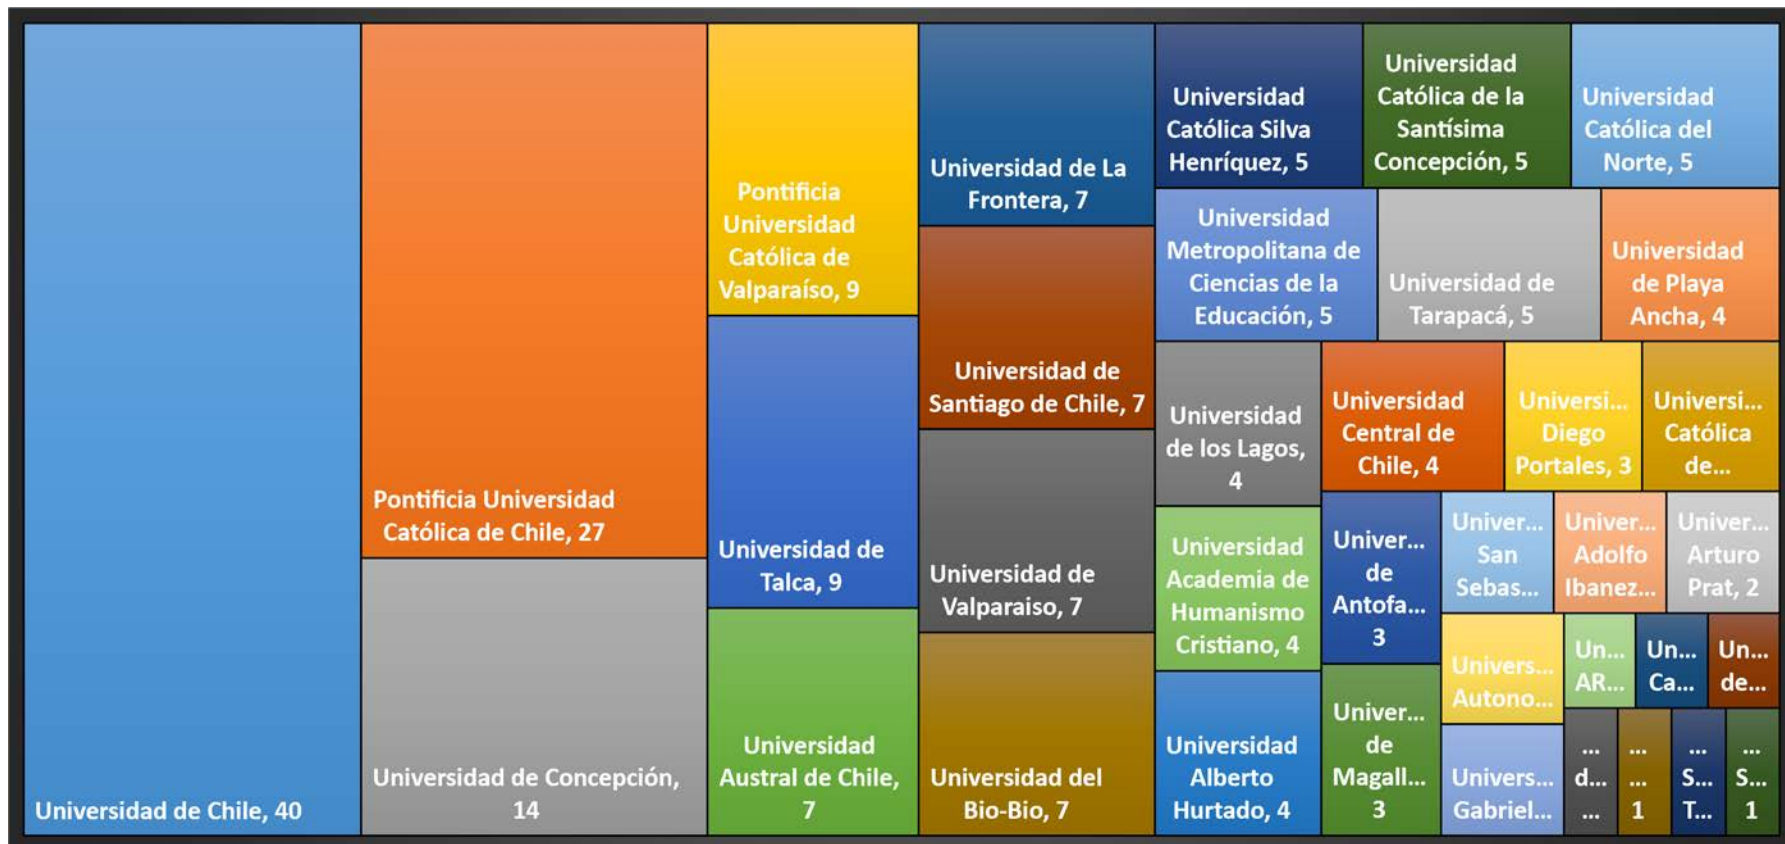 Universidad de Chile, 40
Pontificia Universidad
Católica de Chile, 27
Universidad de Concepción,
14
Pontificia
Universidad
Católica de
Valparaíso, 9
Universidad de
Talca, 9
Universidad
Austral de Chile,
7
Universidad de La
Frontera, 7
Universidad de
Santiago de Chile, 7
Universidad de
Valparaiso, 7
Universidad del
Bio-Bio, 7
Universidad
Católica Silva
Henríquez, 5
Universidad
Católica de la
Santísima
Concepción, 5
Universidad
Católica del
Norte, 5
Universidad
Metropolitana de
Ciencias de la
Educación, 5
Universidad de
Tarapacá, 5
Universidad
de Playa
Ancha, 4
Universidad
de los Lagos,
4
Universidad
Central de
Chile, 4
Universi...
Diego
Portales, 3
Universi...
Católica
de...
Universidad
Academia de
Humanismo
Cristiano, 4
Univer...
de
Antofa...
3
Univer...
San
Sebas...
Univer...
Adolfo
Ibanez...
Univer...
Arturo
Prat, 2
Universidad
Alberto
Hurtado, 4
Univer...
de
Magall...
3
Univers...
Autono...
Un...
AR...
Un...
Ca...
Un...
de...
Univers...
Gabriel...
...
d...
...
...
...
1
...
S...
T...
...
S...
1